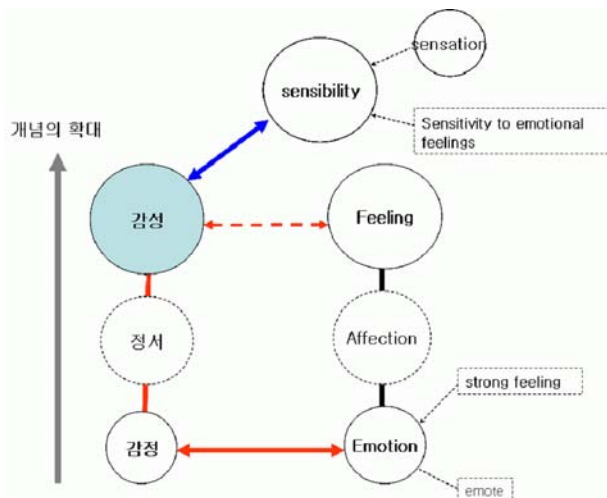 sensation
sensibility
Sensitivity to emotional
feelings
개념의 확대
감성
Feeling
정서
Affection
strong feeling
감정
Emotion
emote